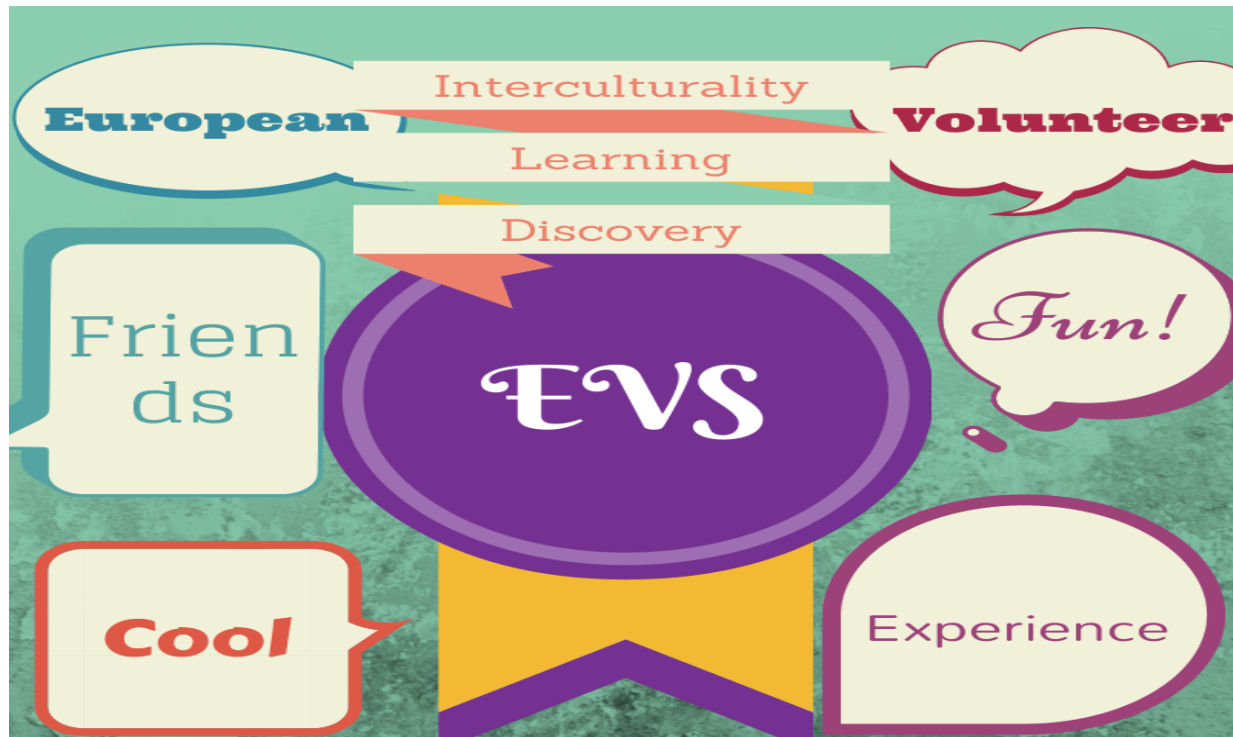 European
Interculturality
Learning
Discovery
Volunteer
Frien
ds
EVS
Fun!
Cool
Experience